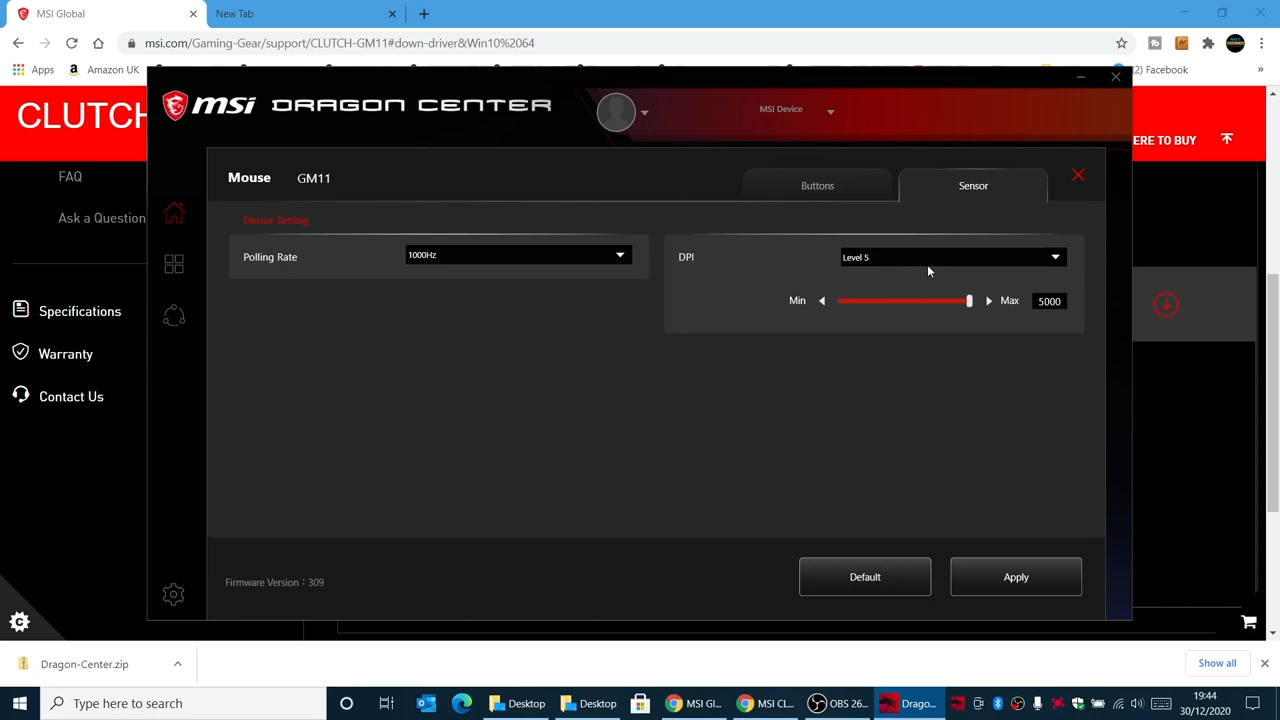 MSI Global
New Tab
msi.com/Gaming-Gear/support/CLUTCH-GM11#down-driver&Win10%2064
Apps
Amazon UK
(2) Facebook
»
msi DRAGON CENTER
MSI Device
CLUTCH
ERE TO BUY
FAQ
Ask a Question
Specifications
Warranty
Contact Us
Mouse GM11
Buttons
Sensor
Device Setting
Polling Rate
1000Hz
DPI
Level 5
Min
Max
5000
Firmware Version : 309
Default
Apply
Dragon-Center.zip
Show all
Type here to search
Desktop
Desktop
MSI Gl...
MSI CL...
OBS 26...
Drago...
19:44
30/12/2020